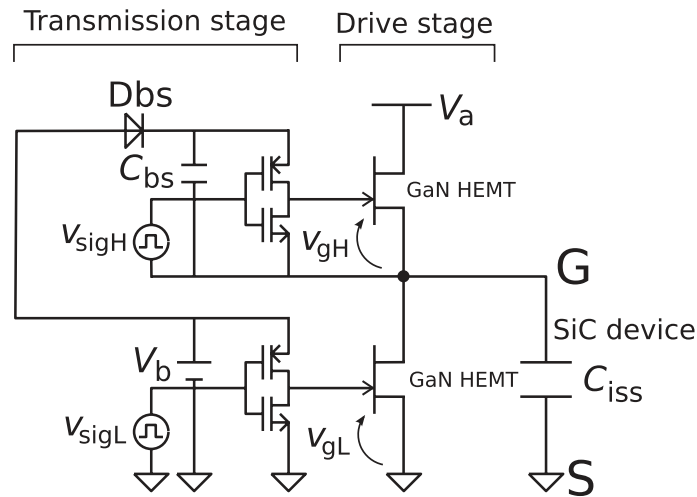 Transmission stage
Drive stage
Dbs
Va
Cbs
GaN HEMT
vsigH
vgH
G
SiC device
Vb
GaN HEMT
Ciss
vsigL
vgL
S